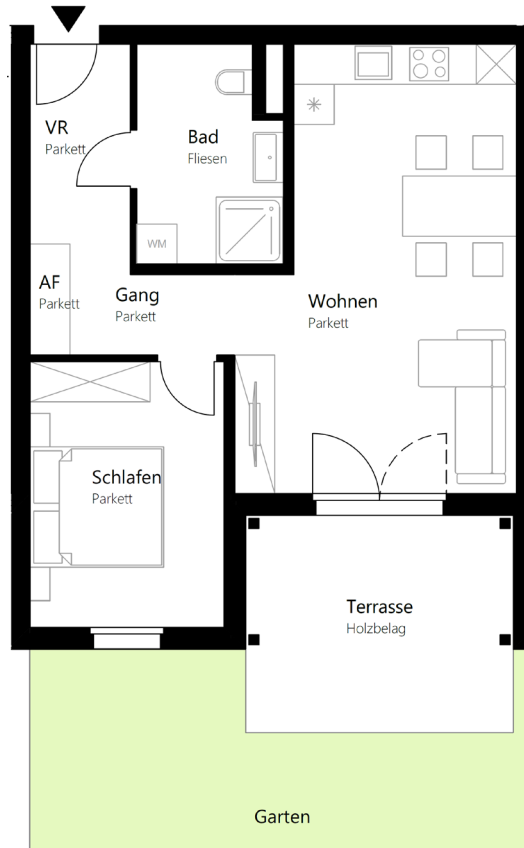 VR
Parkett
Bad
Fliesen
WM
AF
Parkett
Gang
Parkett
Wohnen
Parkett
Schlafen
Parkett
Terrasse
Holzbelag
Garten